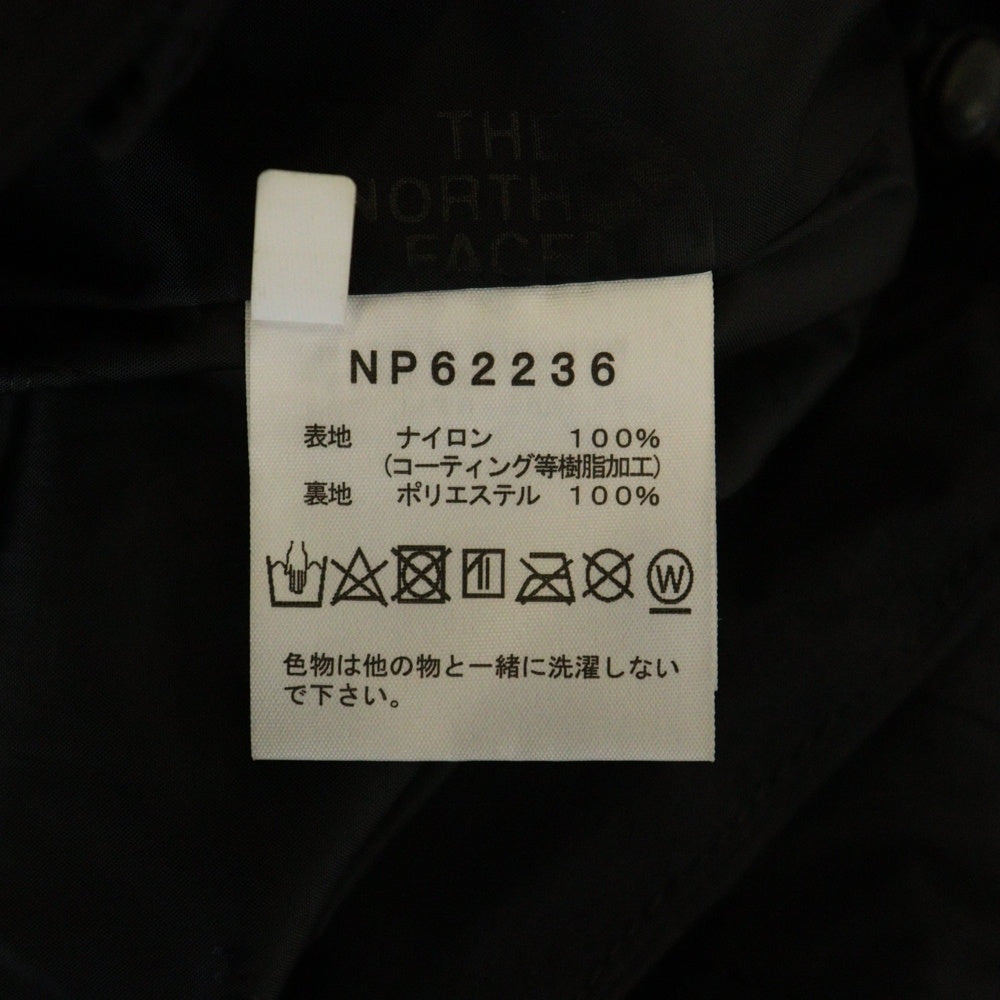 THE
NORTH
FACE
NP62236
表地 ナイロン 100%
(コーティング等樹脂加工)
裏地 ポリエステル 100%
W
色物は他の物と一緒に洗濯しない
で下さい。